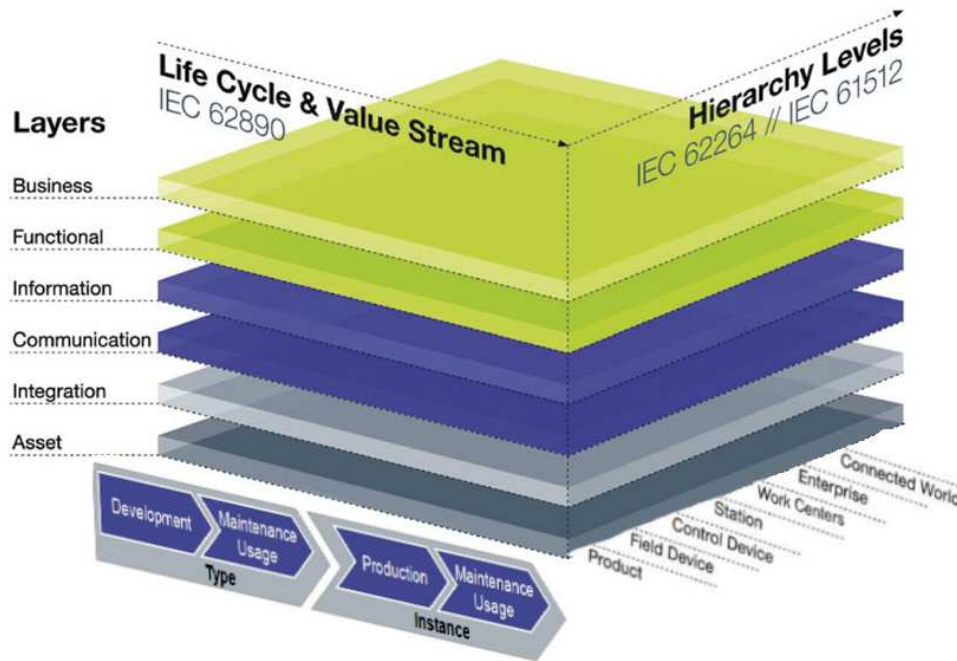 Life Cycle & Value Stream
IEC 62890
Hierarchy Levels
IEC 62264 // IEC 61512
Layers
Business
Functional
Information
Communication
Integration
Asset
Development
Maintenance
Usage
Type
Production
Maintenance
Usage
Instance
Connected World
Enterprise
Work Centers
Station
Control Device
Field Device
Product